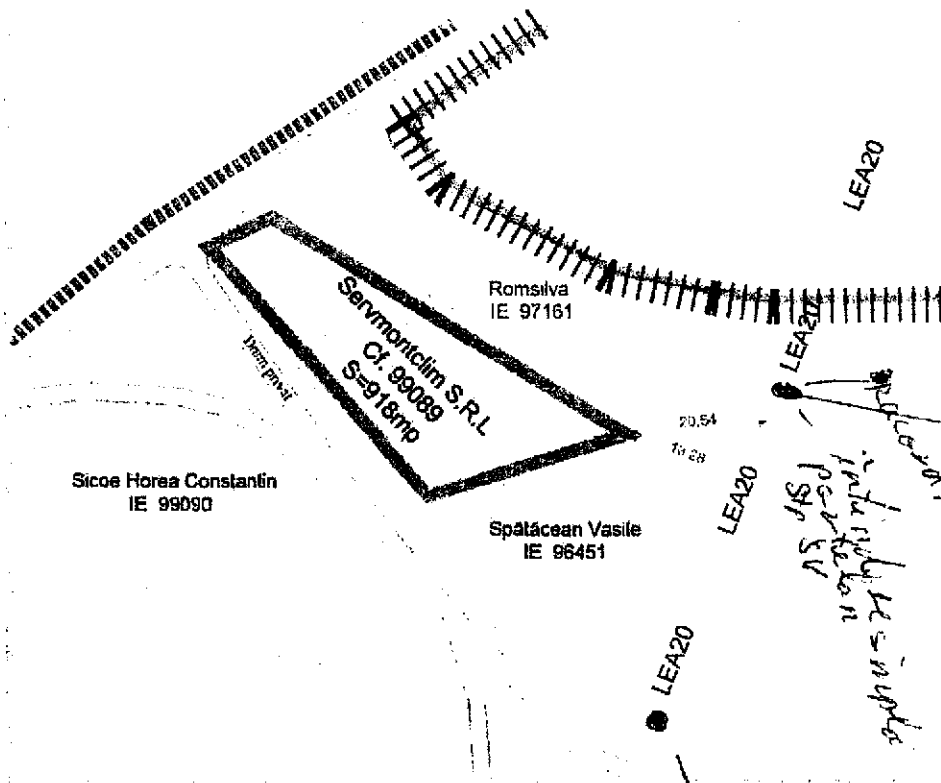 LEA20
Romsilva
IE 97161
Servmontclim S.R.L
Cf. 99089
S=918mp
LEA20
Drum privat
20.54
Sicoe Horea Constantin
IE 99090
LEA20
Spătăcean Vasile
IE 96451
LEA20